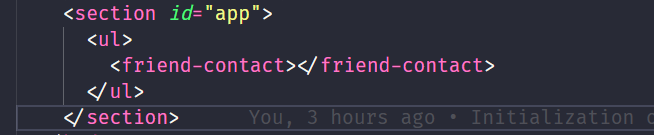 <section id="app">
<ul>
<friend-contact></friend-contact>
</ul>
</section> You, 3 hours ago • Initialization